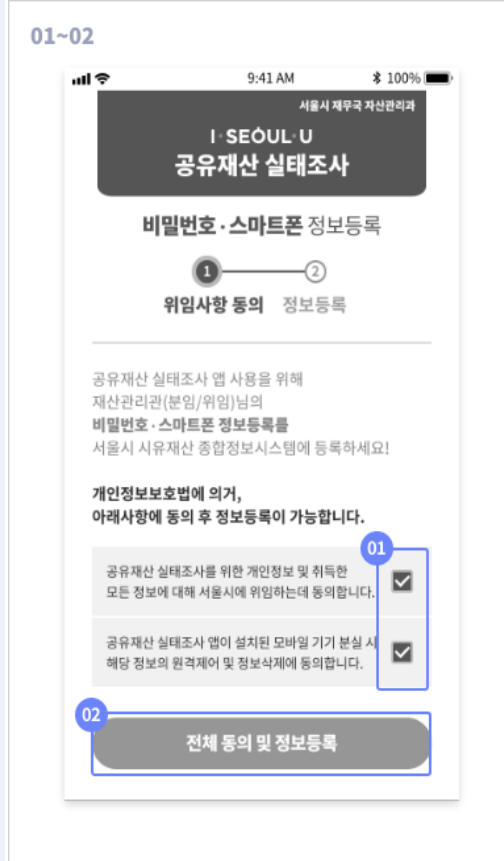 01~02
9:41 AM
100%
서울시 재무국 자산관리과
I·SEOUL·U
공유재산 실태조사
비밀번호·스마트폰 정보등록
1
2
위임사항 동의
정보등록
공유재산 실태조사 앱 사용을 위해
재산관리관(분임/위임)님의
비밀번호·스마트폰 정보등록를
서울시 시유재산 종합정보시스템에 등록하세요!
개인정보보호법에 의거,
아래사항에 동의 후 정보등록이 가능합니다.
01
공유재산 실태조사를 위한 개인정보 및 취득한
모든 정보에 대해 서울시에 위임하는데 동의합니다.
공유재산 실태조사 앱이 설치된 모바일 기기 분실 시
해당 정보의 원격제어 및 정보삭제에 동의합니다.
02
전체 동의 및 정보등록